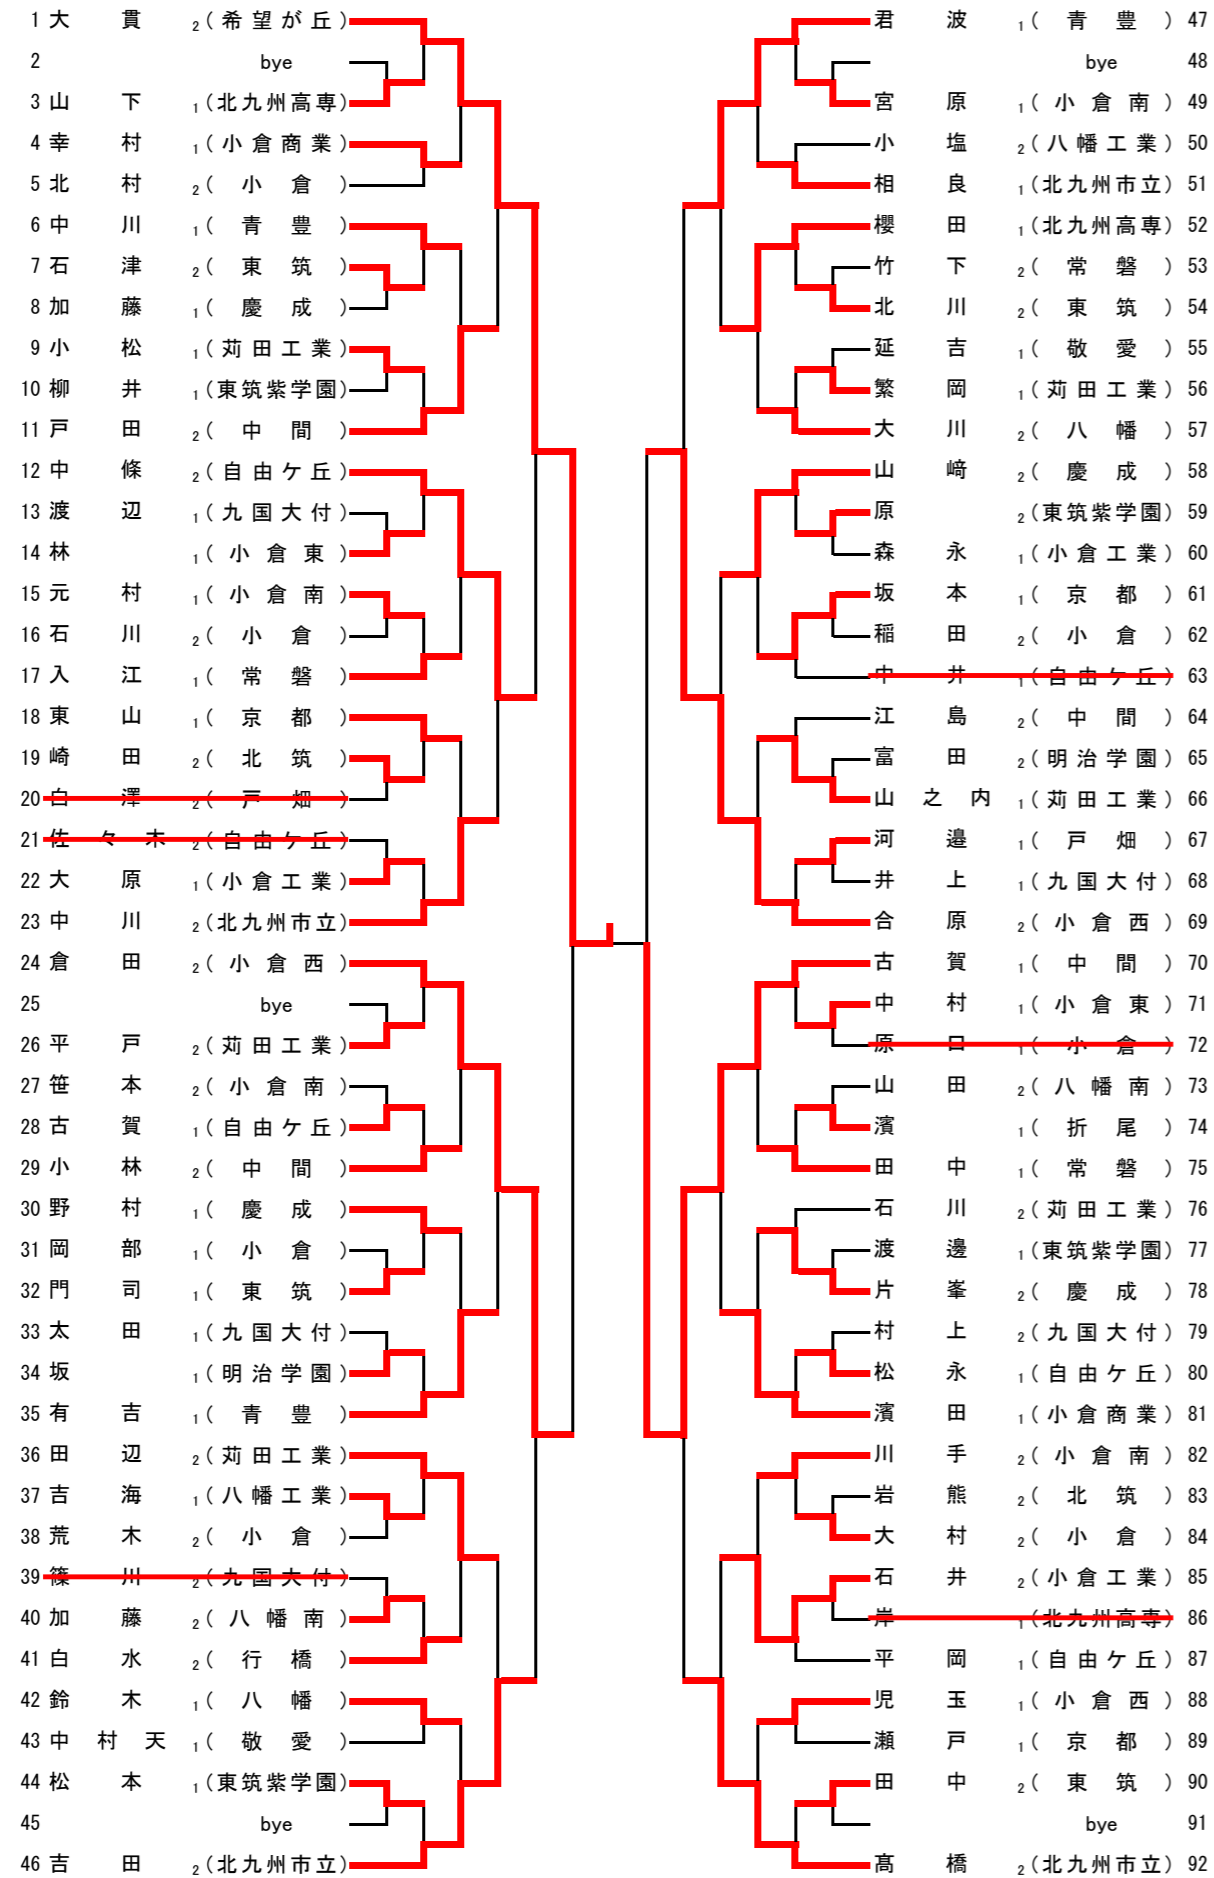 1 大 貫 2 (希望が丘)
2 bye
3 山 下 1 (北九州高専)
4 幸 村 1 (小倉商業)
5 北 村 2 (小倉)
6 中 川 1 (青豊)
7 石 津 2 (東筑)
8 加 藤 1 (慶成)
9 小 松 1 (苅田工業)
10 柳 井 1 (東筑紫学園)
11 戸 田 2 (中間)
12 中 條 2 (自由ケ丘)
13 渡 辺 1 (九国大付)
14 林 1 (小倉東)
15 元 村 1 (小倉南)
16 石 川 2 (小倉)
17 入 江 1 (常磐)
18 東 山 1 (京都)
19 崎 田 2 (北筑)
20 白 澤 2 (戸畑)
21 佐 々 木 2 (自由ケ丘)
22 大 原 1 (小倉工業)
23 中 川 2 (北九州市立)
24 倉 田 2 (小倉西)
25 bye
26 平 戸 2 (苅田工業)
27 笹 本 2 (小倉南)
28 古 賀 1 (自由ケ丘)
29 小 林 2 (中間)
30 野 村 1 (慶成)
31 岡 部 1 (小倉)
32 門 司 1 (東筑)
33 太 田 1 (九国大付)
34 坂 1 (明治学園)
35 有 吉 1 (青豊)
36 田 辺 2 (苅田工業)
37 吉 海 1 (八幡工業)
38 荒 木 2 (小倉)
39 篠 川 2 (九国大付)
40 加 藤 2 (八幡南)
41 白 水 2 (行橋)
42 鈴 木 1 (八幡)
43 中 村 天 1 (敬愛)
44 松 本 1 (東筑紫学園)
45 bye
46 吉 田 2 (北九州市立)
君 波 1 (青豊) 47
bye 48
宮 原 1 (小倉南) 49
小 塩 2 (八幡工業) 50
相 良 1 (北九州市立) 51
櫻 田 1 (北九州高専) 52
竹 下 2 (常磐) 53
北 川 2 (東筑) 54
延 吉 1 (敬愛) 55
繁 岡 1 (苅田工業) 56
大 川 2 (八幡) 57
山 﨑 2 (慶成) 58
原 2 (東筑紫学園) 59
森 永 1 (小倉工業) 60
坂 本 1 (京都) 61
稲 田 2 (小倉) 62
中 井 1 (自由ケ丘) 63
江 島 2 (中間) 64
富 田 2 (明治学園) 65
山 之 内 1 (苅田工業) 66
河 邉 1 (戸畑) 67
井 上 1 (九国大付) 68
合 原 2 (小倉西) 69
古 賀 1 (中間) 70
中 村 1 (小倉東) 71
原 口 1 (小倉) 72
山 田 2 (八幡南) 73
濱 1 (折尾) 74
田 中 1 (常磐) 75
石 川 2 (苅田工業) 76
渡 邊 1 (東筑紫学園) 77
片 峯 2 (慶成) 78
村 上 2 (九国大付) 79
松 永 1 (自由ケ丘) 80
濱 田 1 (小倉商業) 81
川 手 2 (小倉南) 82
岩 熊 2 (北筑) 83
大 村 2 (小倉) 84
石 井 2 (小倉工業) 85
岸 1 (北九州高専) 86
平 岡 1 (自由ケ丘) 87
児 玉 1 (小倉西) 88
瀬 戸 1 (京都) 89
田 中 2 (東筑) 90
bye 91
髙 橋 2 (北九州市立) 92